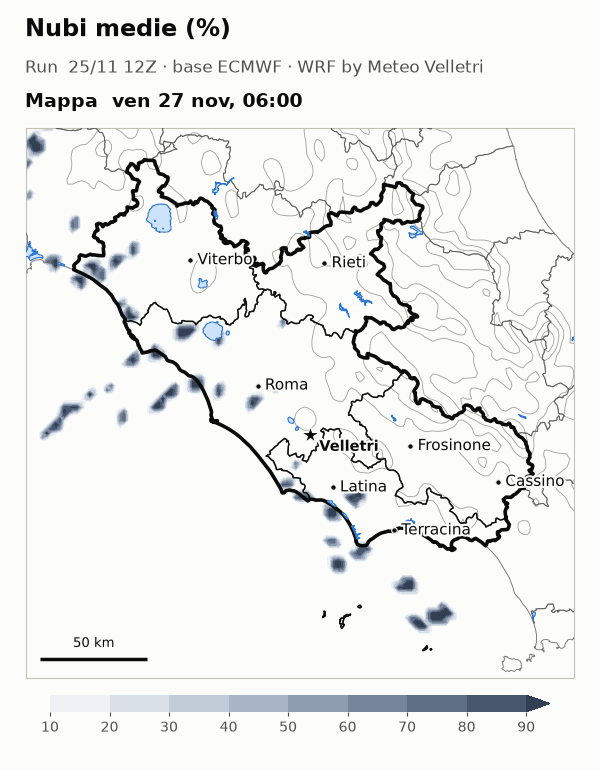 Nubi medie (%)
Run  25/11 12Z · base ECMWF · WRF by Meteo Velletri
Mappa  ven 27 nov, 06:00
Viterbo
Rieti
Roma
Velletri
Frosinone
Latina
Cassino
Terracina
50 km
10 20 30 40 50 60 70 80 90